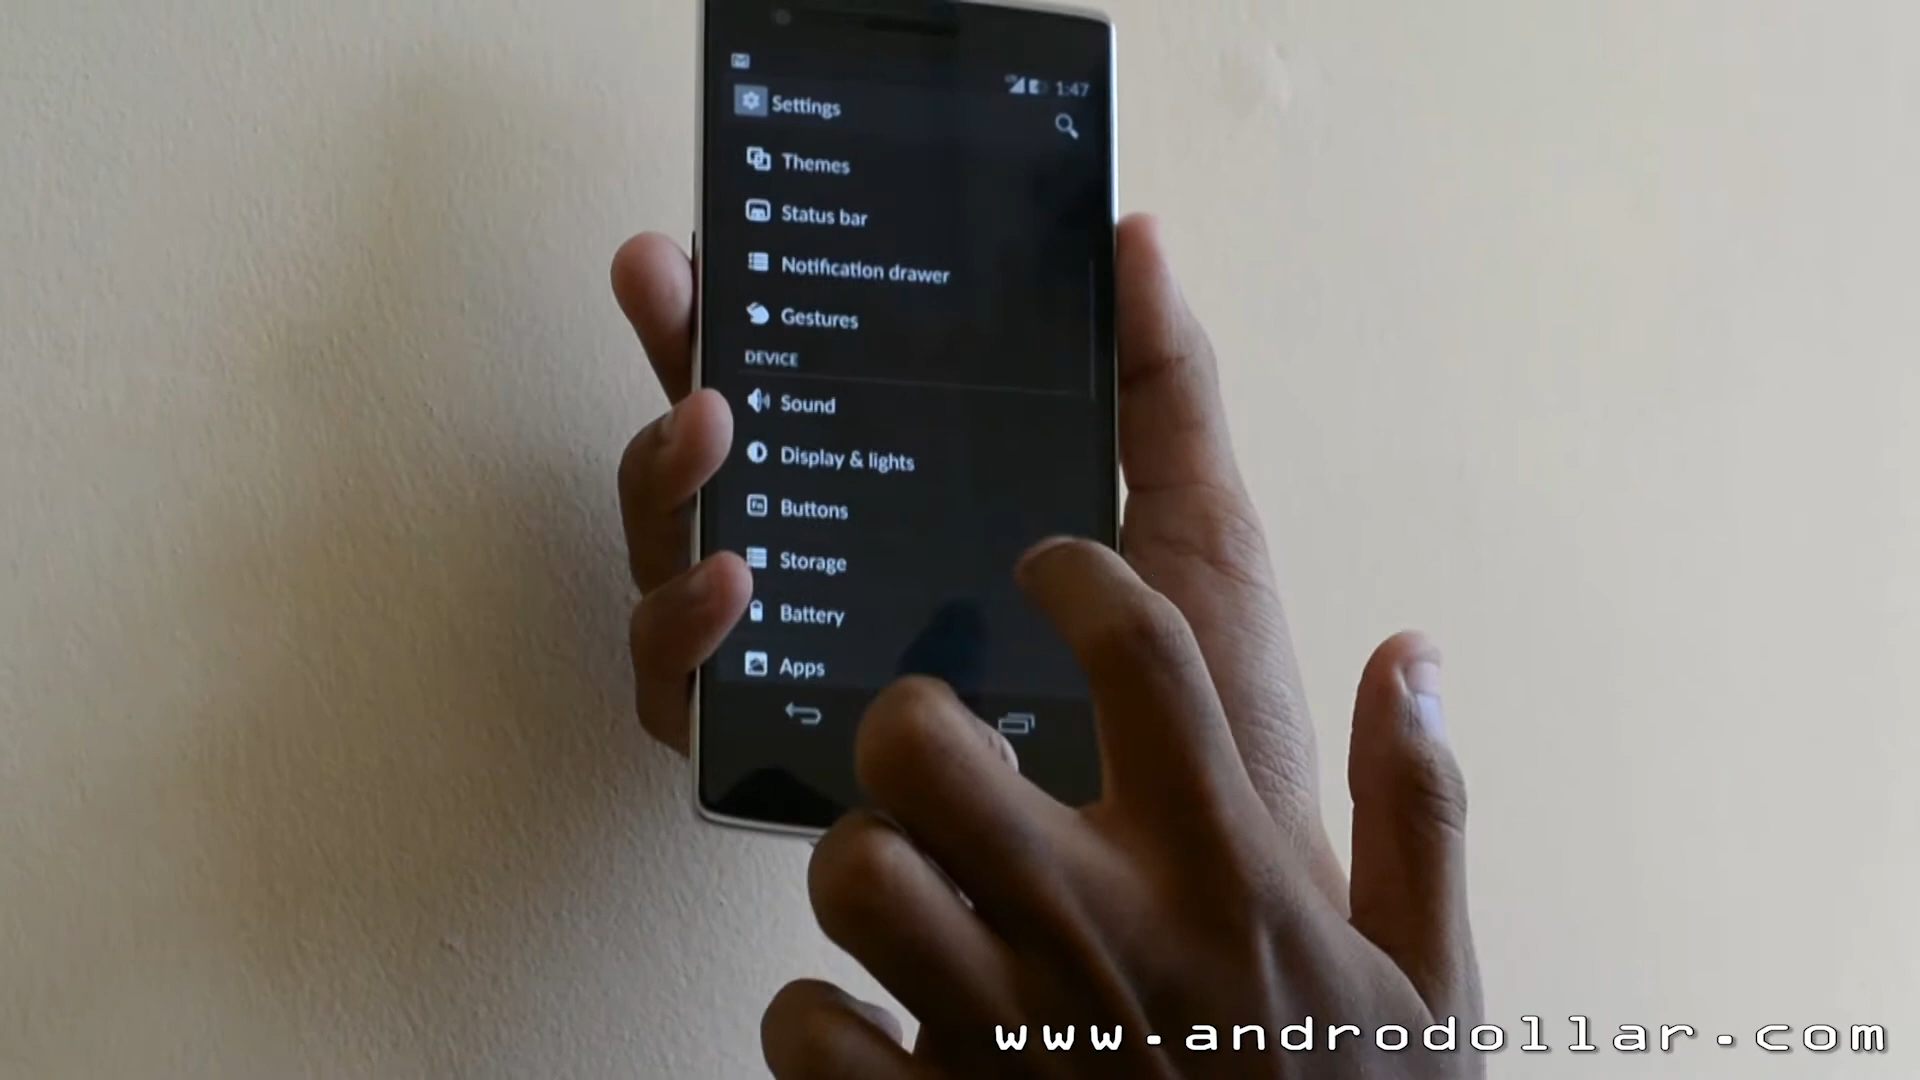 1:47
Settings
Themes
Status bar
Notification drawer
Gestures
DEVICE
Sound
Display & lights
Buttons
Storage
Battery
Apps
www.androdollar.com